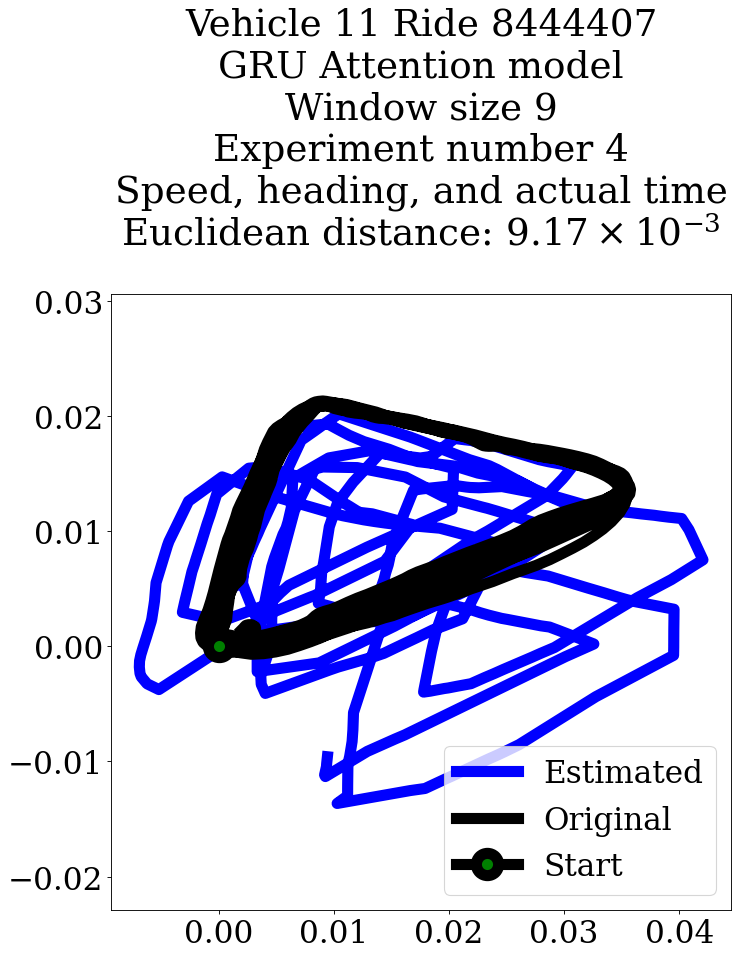 Vehicle 11 Ride 8444407
GRU Attention model
Window size 9
Experiment number 4
Speed, heading, and actual time
Euclidean distance: 9.17 × 10⁻³
0.03
0.02
0.01
0.00
−0.01
−0.02
Estimated
Original
Start
0.00 0.01 0.02 0.03 0.04